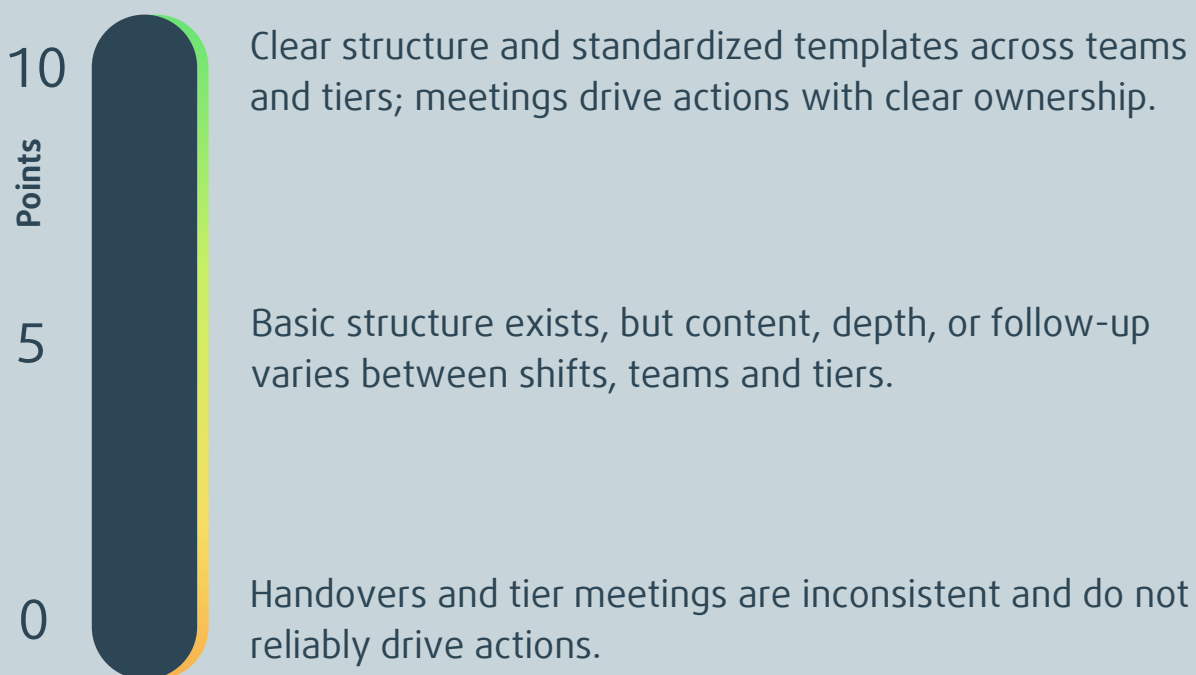 10
Clear structure and standardized templates across teams
and tiers; meetings drive actions with clear ownership.
Points
5
Basic structure exists, but content, depth, or follow-up
varies between shifts, teams and tiers.
0
Handovers and tier meetings are inconsistent and do not
reliably drive actions.